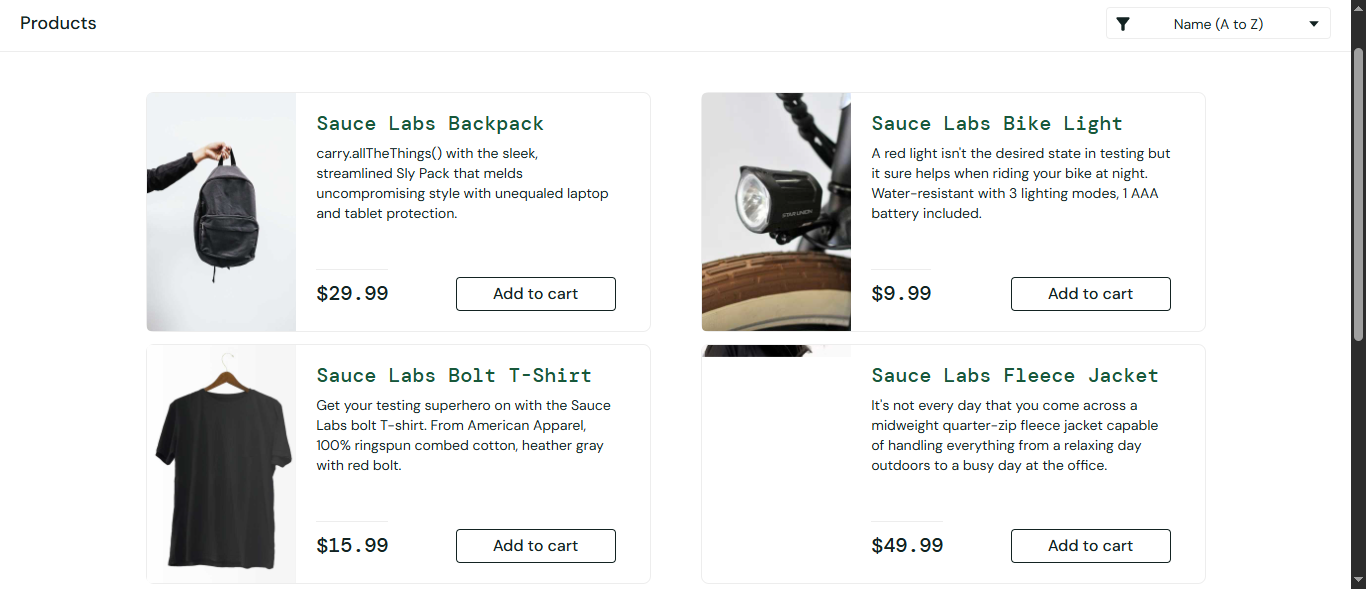 Products
Name (A to Z)
Sauce Labs Backpack
carry.allTheThings() with the sleek,
streamlined Sly Pack that melds
uncompromising style with unequaled laptop
and tablet protection.
$29.99
Add to cart
Sauce Labs Bike Light
A red light isn't the desired state in testing but
it sure helps when riding your bike at night.
Water-resistant with 3 lighting modes, 1 AAA
battery included.
STAR UNION
$9.99
Add to cart
Sauce Labs Bolt T-Shirt
Get your testing superhero on with the Sauce
Labs bolt T-shirt. From American Apparel,
100% ringspun combed cotton, heather gray
with red bolt.
$15.99
Add to cart
Sauce Labs Fleece Jacket
It's not every day that you come across a
midweight quarter-zip fleece jacket capable
of handling everything from a relaxing day
outdoors to a busy day at the office.
$49.99
Add to cart